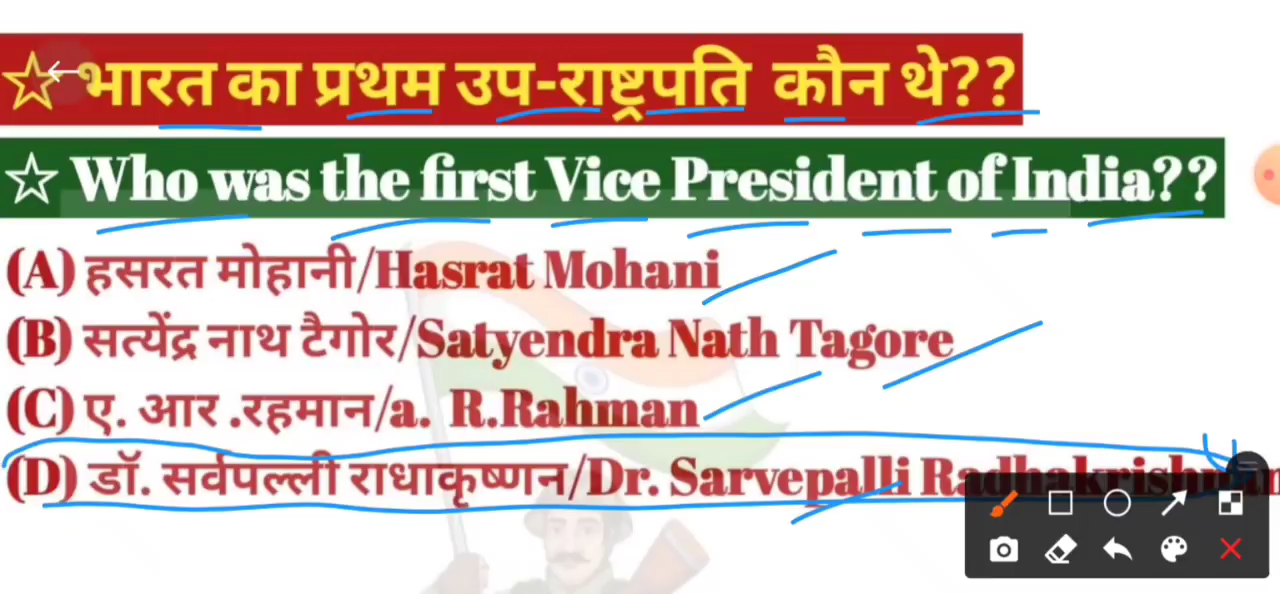 ☆ भारत का प्रथम उप-राष्ट्रपति कौन थे??
☆ Who was the first Vice President of India??
(A) हसरत मोहानी/Hasrat Mohani
(B) सत्येंद्र नाथ टैगोर/Satyendra Nath Tagore
(C) ए. आर .रहमान/a. R.Rahman
(D) डॉ. सर्वपल्ली राधाकृष्णन/Dr. Sarvepalli Radhakrishnan